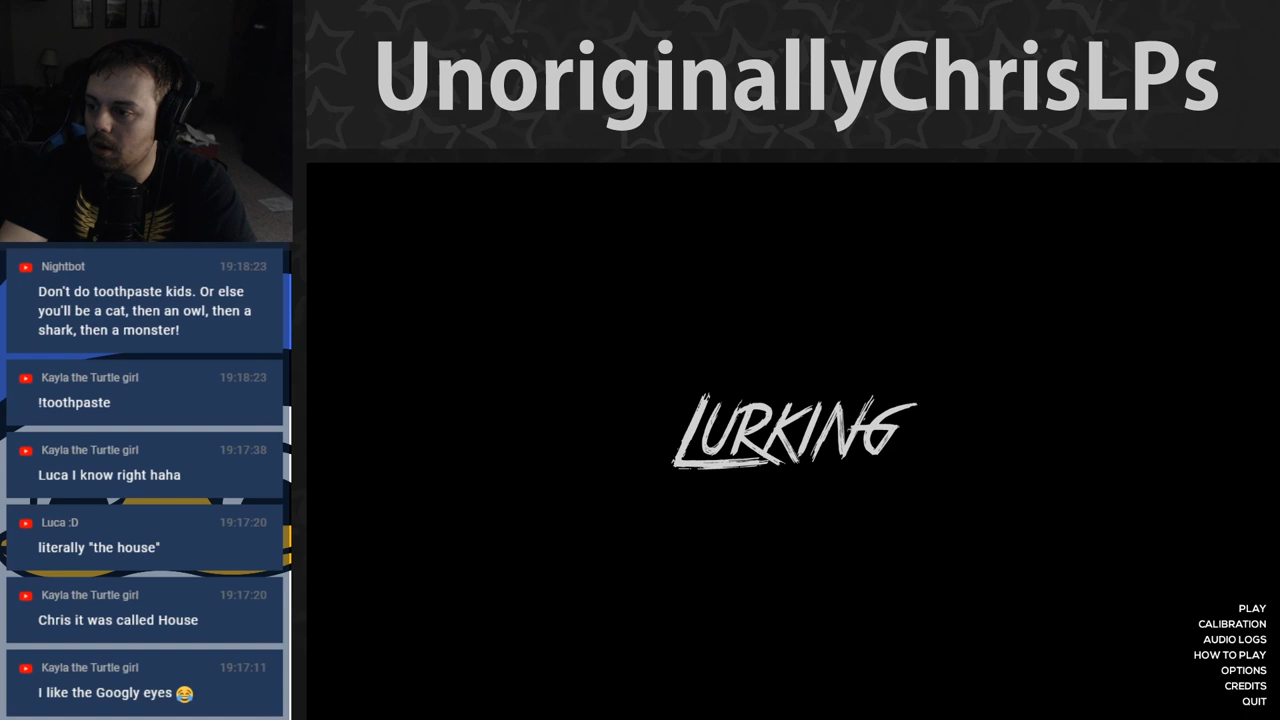 UnoriginallyChrisLPs
Nightbot 19:18:23
Don't do toothpaste kids. Or else
you'll be a cat, then an owl, then a
shark, then a monster!
Kayla the Turtle girl 19:18:23
!toothpaste
Kayla the Turtle girl 19:17:38
Luca I know right haha
Luca :D 19:17:20
literally "the house"
Kayla the Turtle girl 19:17:20
Chris it was called House
Kayla the Turtle girl 19:17:11
I like the Googly eyes 😂
LURKING
PLAY
CALIBRATION
AUDIO LOGS
HOW TO PLAY
OPTIONS
CREDITS
QUIT